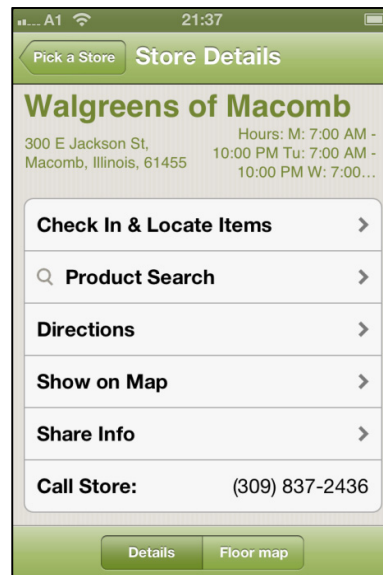 A1 21:37
Pick a Store Store Details
Walgreens of Macomb
300 E Jackson St,
Macomb, Illinois, 61455
Hours: M: 7:00 AM -
10:00 PM Tu: 7:00 AM -
10:00 PM W: 7:00…
Check In & Locate Items
Product Search
Directions
Show on Map
Share Info
Call Store: (309) 837-2436
Details Floor map